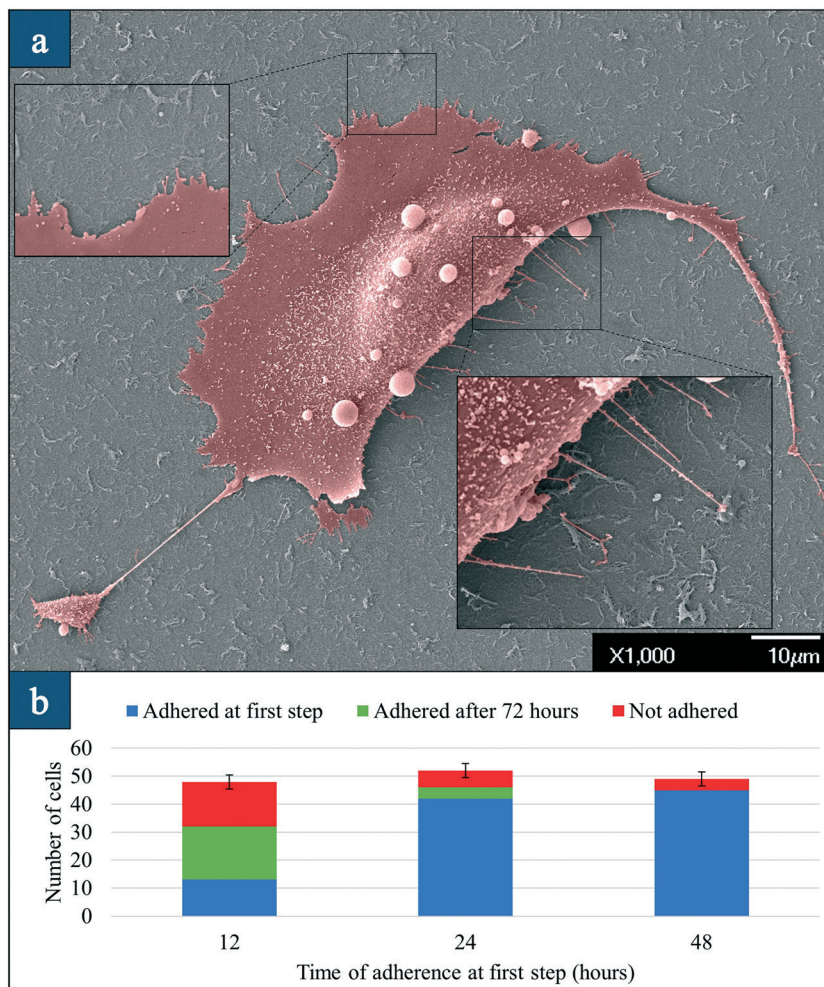 a
X1,000
10µm
b
Adhered at first step Adhered after 72 hours Not adhered
Number of cells
60
50
40
30
20
10
0
12 24 48
Time of adherence at first step (hours)